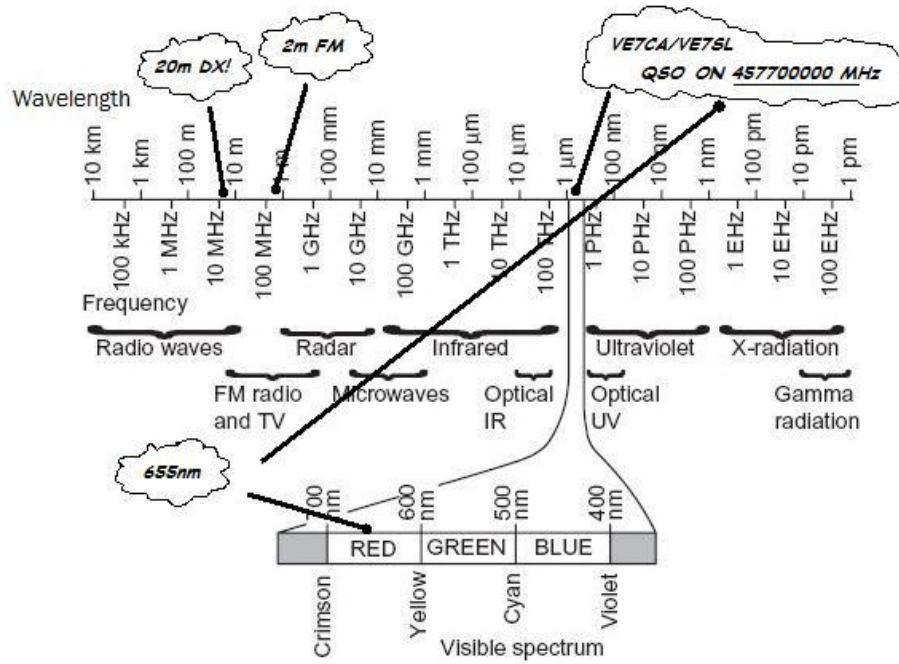 20m DX!
2m FM
VE7CA/VE7SL
QSO ON 457700000 MHz
Wavelength
10 km
1 km
100 m
10 m
100 mm
10 mm
1 mm
100 µm
10 µm
1 µm
100 nm
10 nm
1 nm
100 pm
10 pm
1 pm
100 kHz
1 MHz
10 MHz
100 MHz
1 GHz
10 GHz
100 GHz
1 THz
10 THz
1 PHz
10 PHz
100 PHz
1 EHz
10 EHz
100 EHz
Frequency
Radio waves
Radar
Infrared
Ultraviolet
X-radiation
FM radio
and TV
Microwaves
Optical
IR
Optical
UV
Gamma
radiation
655nm
nm
600
nm
500
nm
400
nm
RED
GREEN
BLUE
Crimson
Yellow
Cyan
Violet
Visible spectrum